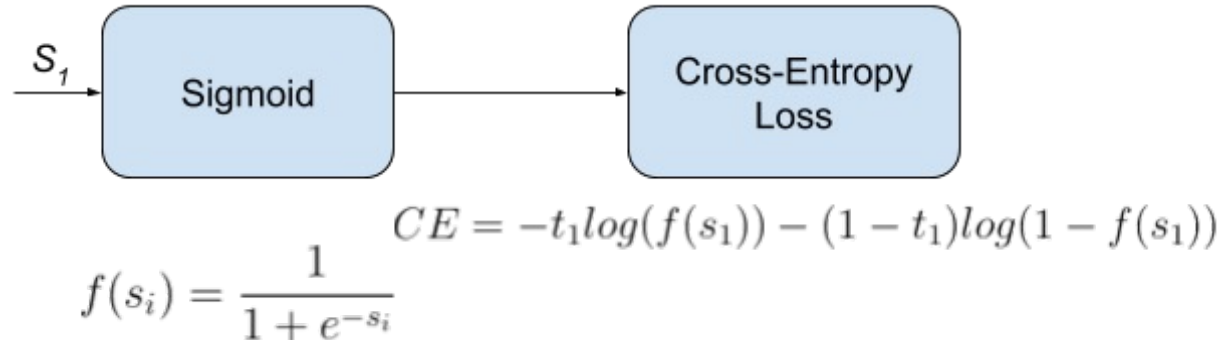 S₁
Sigmoid
Cross-Entropy
Loss
CE = −t₁log(f(s₁)) − (1 − t₁)log(1 − f(s₁))
f(sᵢ) = 1 / (1 + e^{−sᵢ})